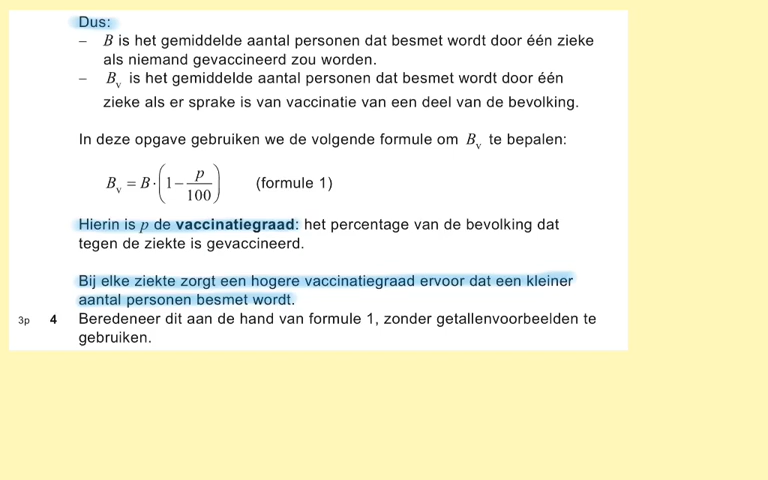 Dus:
– B is het gemiddelde aantal personen dat besmet wordt door één zieke
als niemand gevaccineerd zou worden.
– Bv is het gemiddelde aantal personen dat besmet wordt door één
zieke als er sprake is van vaccinatie van een deel van de bevolking.
In deze opgave gebruiken we de volgende formule om Bv te bepalen:
Bv = B · (1 − p/100) (formule 1)
Hierin is p de vaccinatiegraad: het percentage van de bevolking dat
tegen de ziekte is gevaccineerd.
Bij elke ziekte zorgt een hogere vaccinatiegraad ervoor dat een kleiner
aantal personen besmet wordt.
3p 4 Beredeneer dit aan de hand van formule 1, zonder getallenvoorbeelden te
gebruiken.